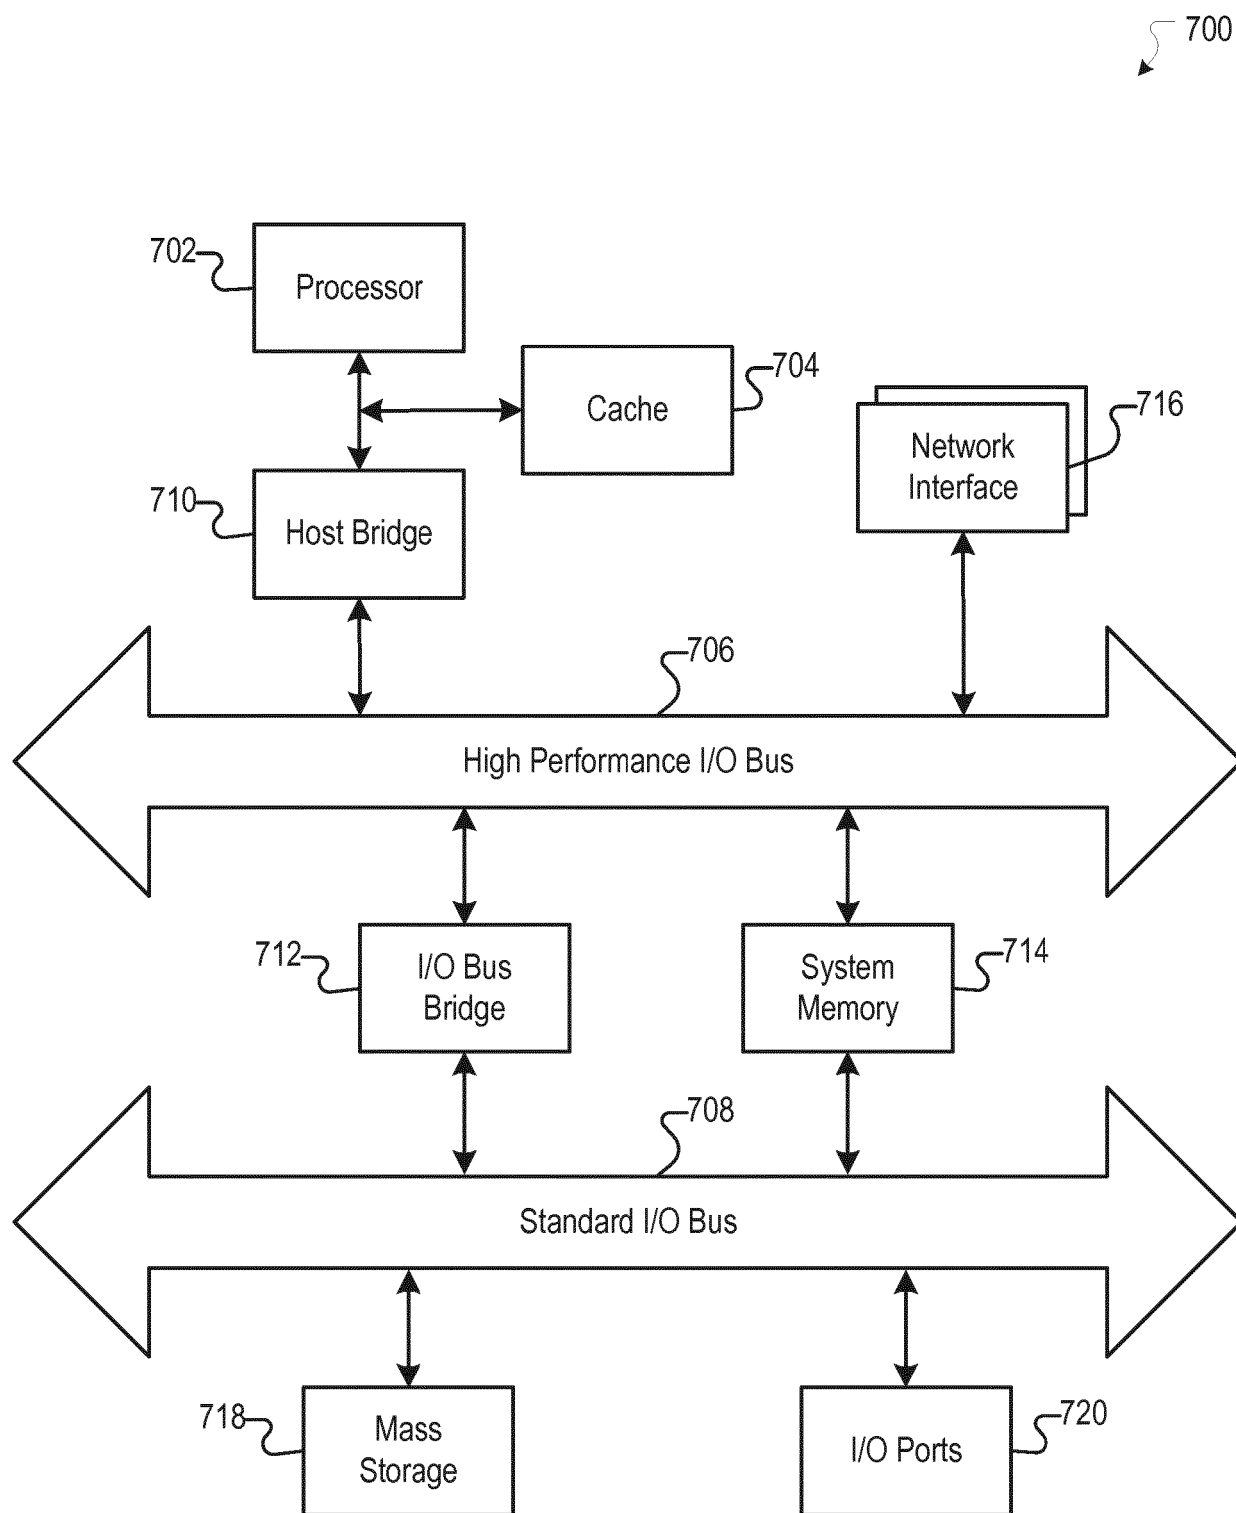 700
702
Processor
704
Cache
716
Network
Interface
710
Host Bridge
706
High Performance I/O Bus
712
I/O Bus
Bridge
System
Memory
714
708
Standard I/O Bus
718
Mass
Storage
I/O Ports
720